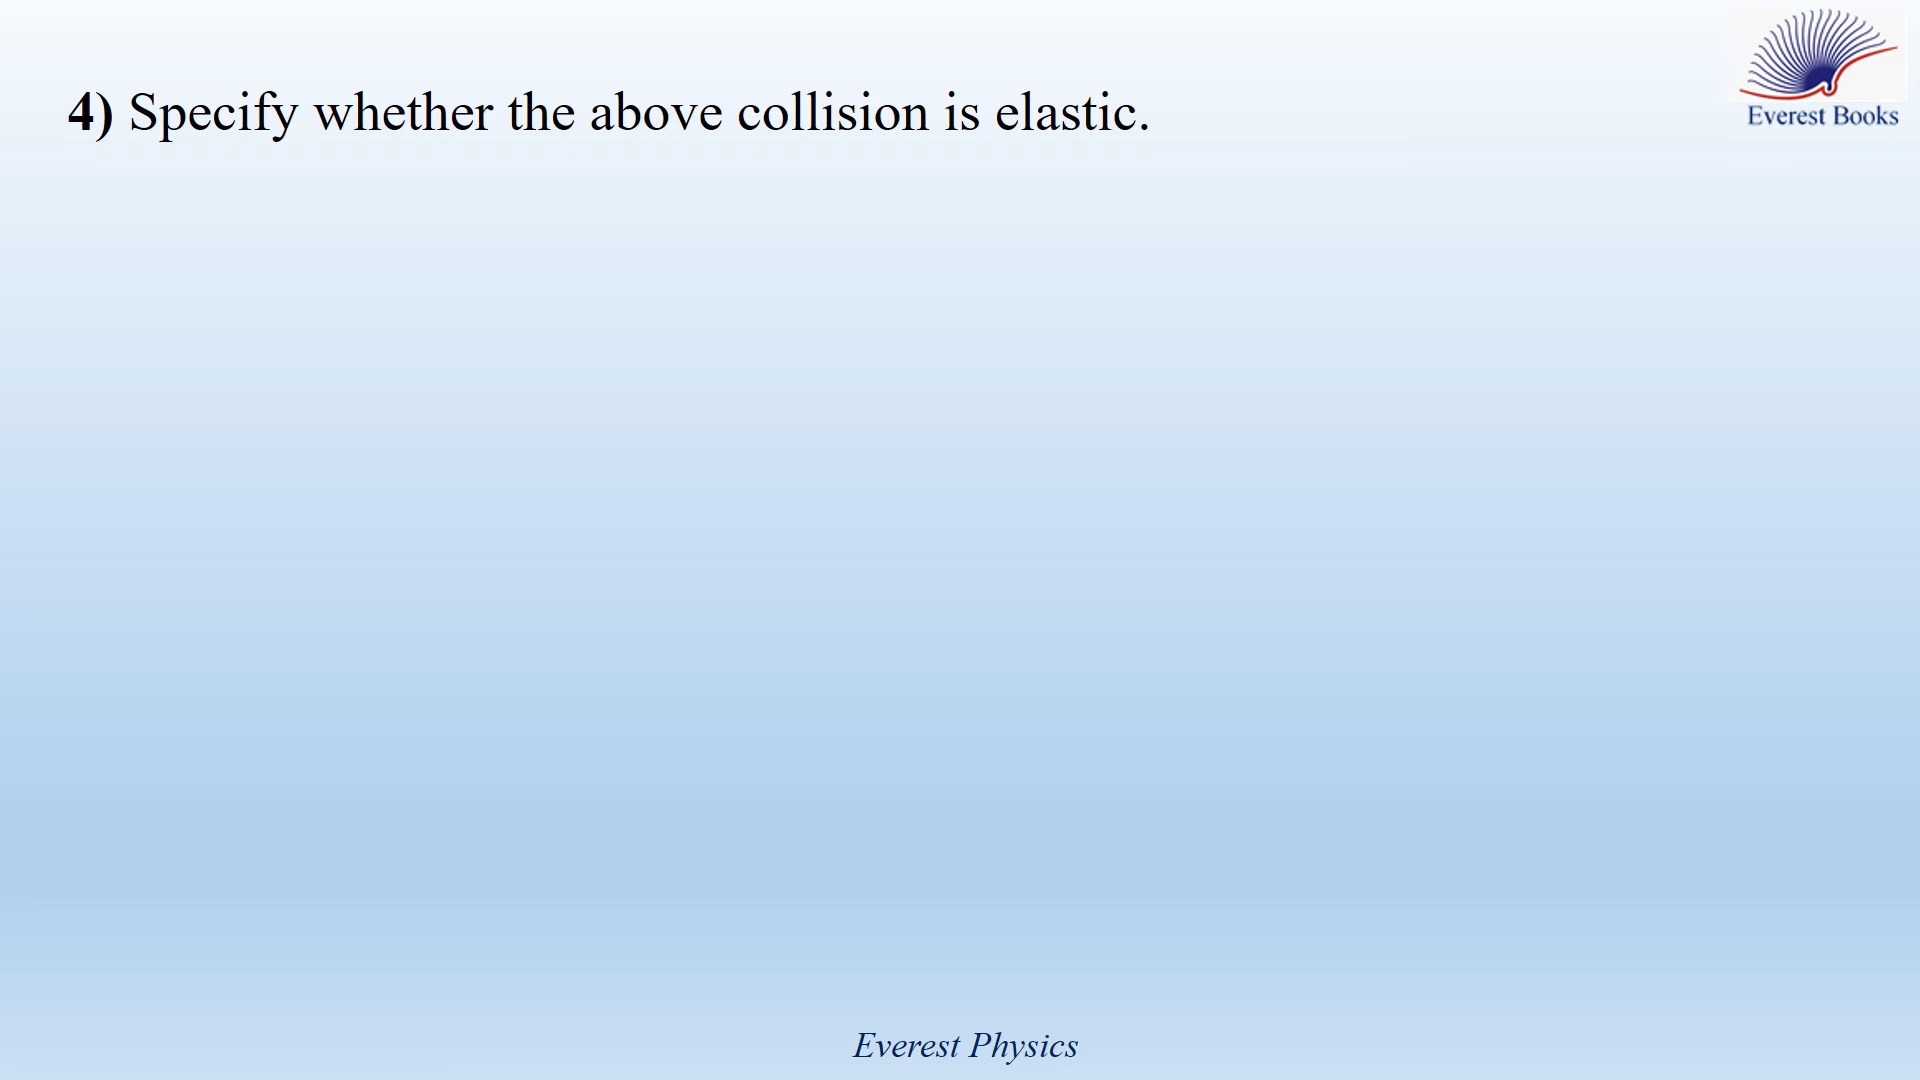 Everest Books
4) Specify whether the above collision is elastic.
Everest Physics